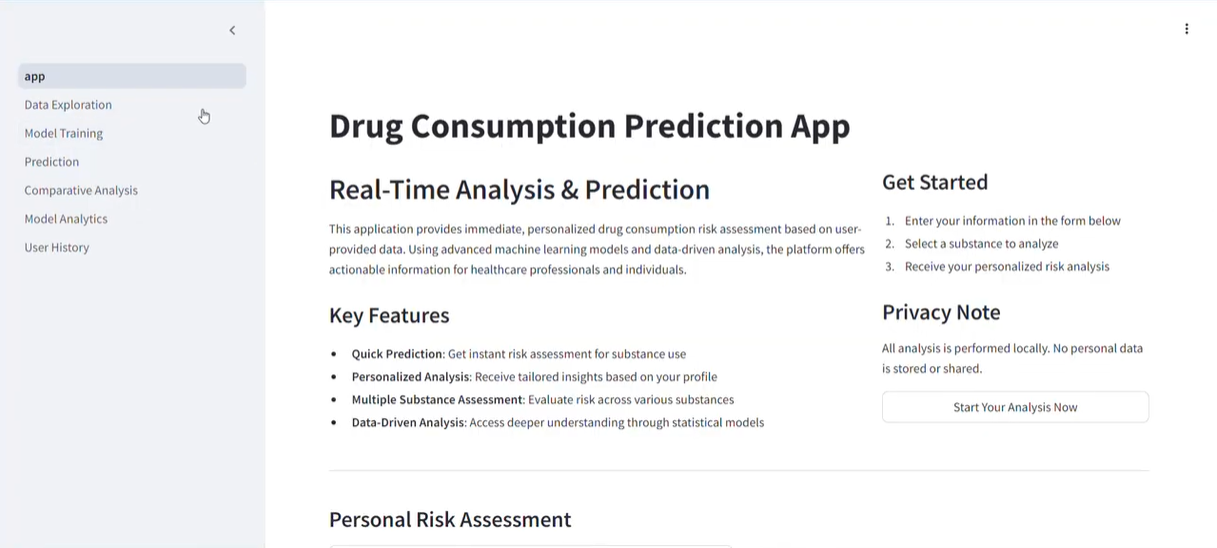 app
Data Exploration
Model Training
Prediction
Comparative Analysis
Model Analytics
User History
Drug Consumption Prediction App
Real-Time Analysis & Prediction
This application provides immediate, personalized drug consumption risk assessment based on user-
provided data. Using advanced machine learning models and data-driven analysis, the platform offers
actionable information for healthcare professionals and individuals.
Key Features
• Quick Prediction: Get instant risk assessment for substance use
• Personalized Analysis: Receive tailored insights based on your profile
• Multiple Substance Assessment: Evaluate risk across various substances
• Data-Driven Analysis: Access deeper understanding through statistical models
Get Started
1. Enter your information in the form below
2. Select a substance to analyze
3. Receive your personalized risk analysis
Privacy Note
All analysis is performed locally. No personal data
is stored or shared.
Start Your Analysis Now
Personal Risk Assessment